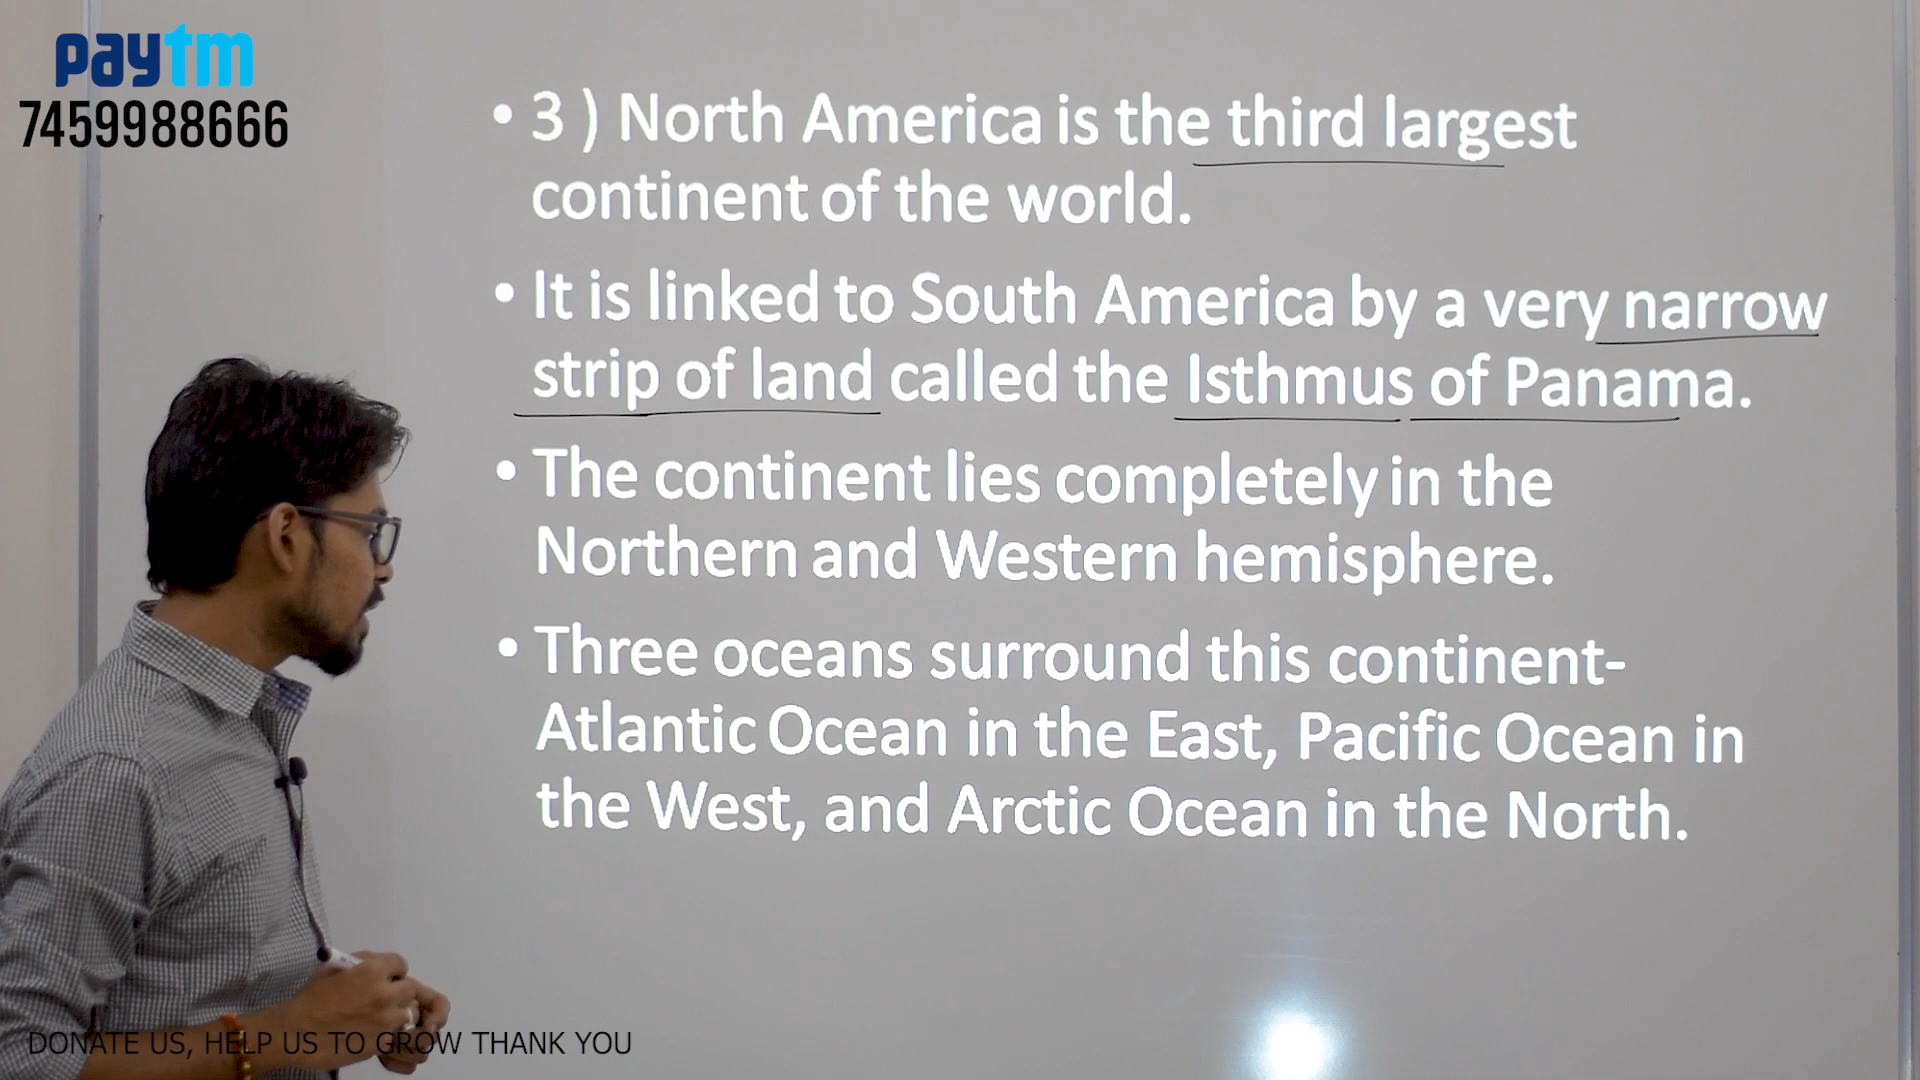 paytm
7459988666
• 3 ) North America is the third largest
continent of the world.
• It is linked to South America by a very narrow
strip of land called the Isthmus of Panama.
• The continent lies completely in the
Northern and Western hemisphere.
• Three oceans surround this continent-
Atlantic Ocean in the East, Pacific Ocean in
the West, and Arctic Ocean in the North.
DONATE US, HELP US TO GROW THANK YOU